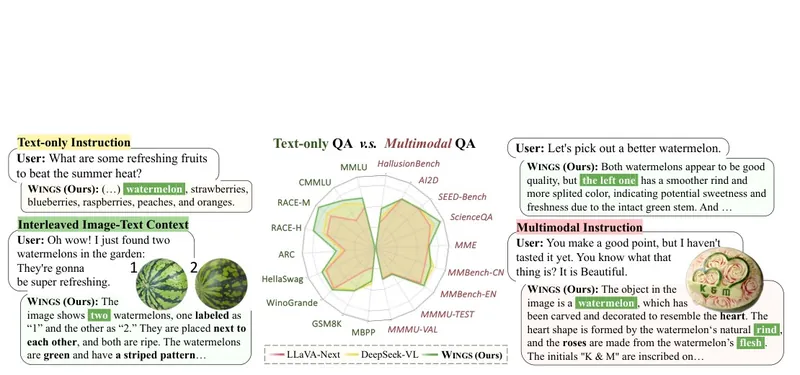 Text-only Instruction
User: What are some refreshing fruits
to beat the summer heat?
WINGS (Ours): (…) watermelon, strawberries,
blueberries, raspberries, peaches, and oranges.
Interleaved Image-Text Context
User: Oh wow! I just found two
watermelons in the garden:
They're gonna
be super refreshing.
1
2
WINGS (Ours): The
image shows two watermelons, one labeled as
“1” and the other as “2.” They are placed next to
each other, and both are ripe. The watermelons
are green and have a striped pattern…
Text-only QA v.s. Multimodal QA
MMLU
CMMLU
RACE-M
RACE-H
ARC
HellaSwag
WinoGrande
GSM8K
MBPP
HallusionBench
AI2D
SEED-Bench
ScienceQA
MME
MMBench-CN
MMBench-EN
MMMU-TEST
MMMU-VAL
LLaVA-Next DeepSeek-VL WINGS (Ours)
User: Let's pick out a better watermelon.
WINGS (Ours): Both watermelons appear to be good
quality, but the left one has a smoother rind and
more splited color, indicating potential sweetness and
freshness due to the intact green stem. And …
Multimodal Instruction
User: You make a good point, but I haven't
tasted it yet. You know what that
thing is? It is Beautiful.
K & M
WINGS (Ours): The object in the
image is a watermelon, which has
been carved and decorated to resemble the heart. The
heart shape is formed by the watermelon‘s natural rind,
and the roses are made from the watermelon’s flesh.
The initials "K & M" are inscribed on…